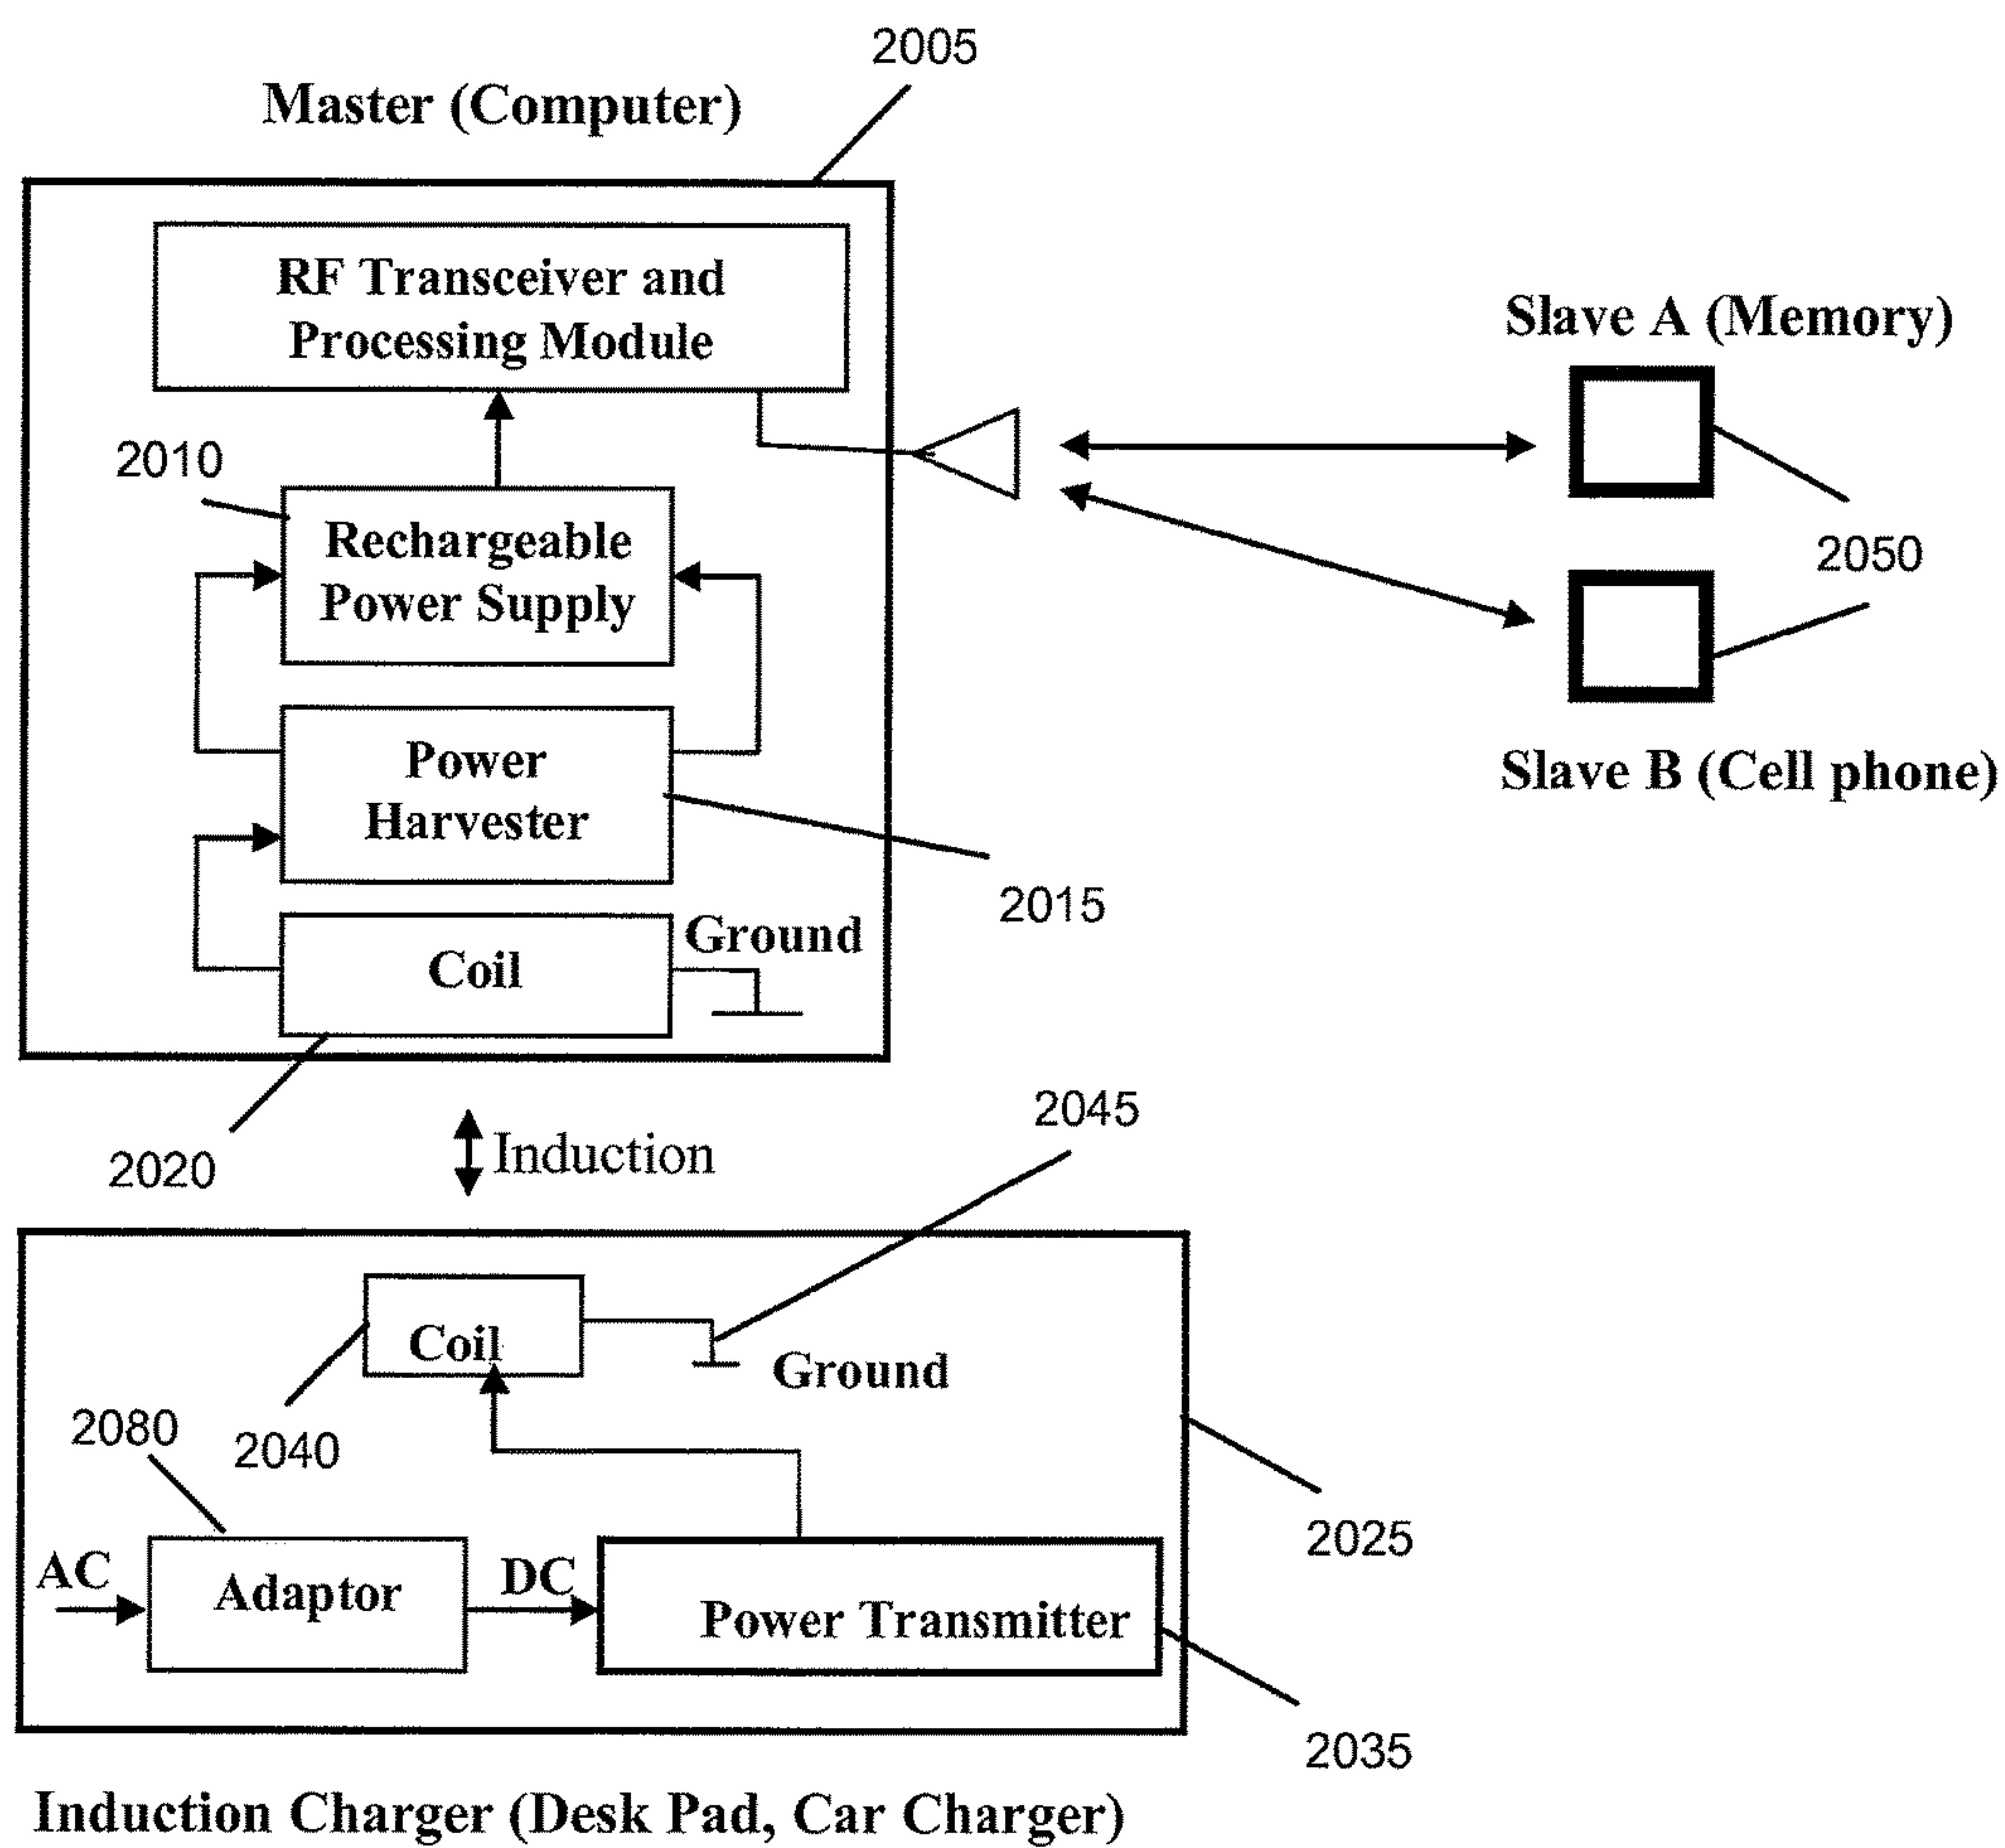 2005
Master (Computer)
RF Transceiver and
Processing Module
Slave A (Memory)
2010
Rechargeable
Power Supply
2050
Power
Harvester
Slave B (Cell phone)
2015
Ground
Coil
2045
2020
Induction
Coil
Ground
2080
2040
2025
AC
Adaptor
DC
Power Transmitter
2035
Induction Charger (Desk Pad, Car Charger)